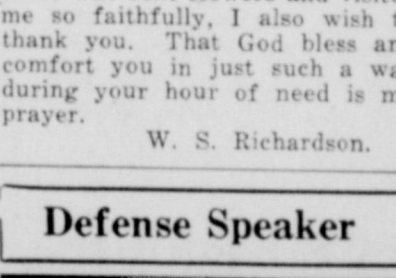 me so faithfully, I also wish
thank you. That God bless
comfort you in just such a
during your hour of need is
prayer.
W. S. Richardson.
Defense Speaker